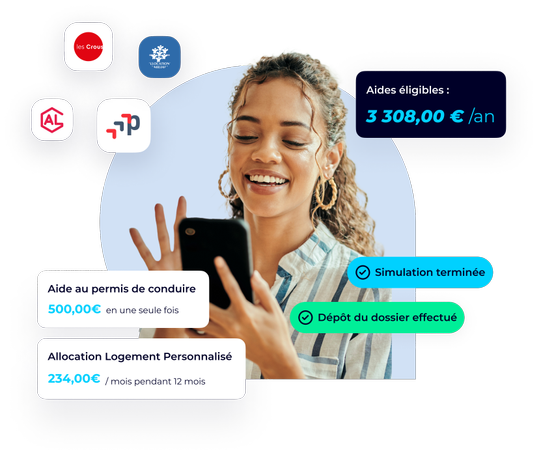 les Crous
AL
p
Aides éligibles :
3 308,00 € /an
Simulation terminée
Aide au permis de conduire
500,00€ en une seule fois
Dépôt du dossier effectué
Allocation Logement Personnalisé
234,00€ / mois pendant 12 mois